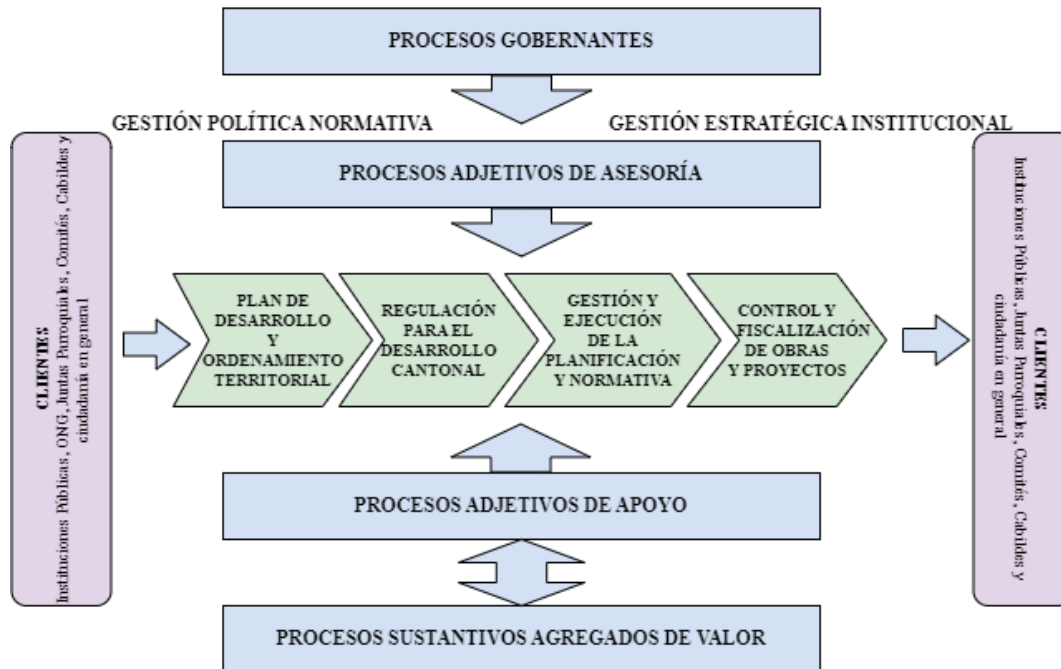 PROCESOS GOBERNANTES
GESTIÓN POLÍTICA NORMATIVA
GESTIÓN ESTRATÉGICA INSTITUCIONAL
PROCESOS ADJETIVOS DE ASESORÍA
CLIENTES
Instituciones Públicas, ONG, Juntas Parroquiales, Comités, Cabildes y
ciudadanía en general
PLAN DE
DESARROLLO
Y
ORDENAMIENTO
TERRITORIAL
REGULACIÓN
PARA EL
DESARROLLO
CANTONAL
GESTIÓN Y
EJECUCIÓN
DE LA
PLANIFICACIÓN
Y NORMATIVA
CONTROL Y
FISCALIZACIÓN
DE OBRAS
Y PROYECTOS
CLIENTES
Instituciones Públicas, Juntas Parroquiales, Comités, Cabildes y
ciudadanía en general
PROCESOS ADJETIVOS DE APOYO
PROCESOS SUSTANTIVOS AGREGADOS DE VALOR